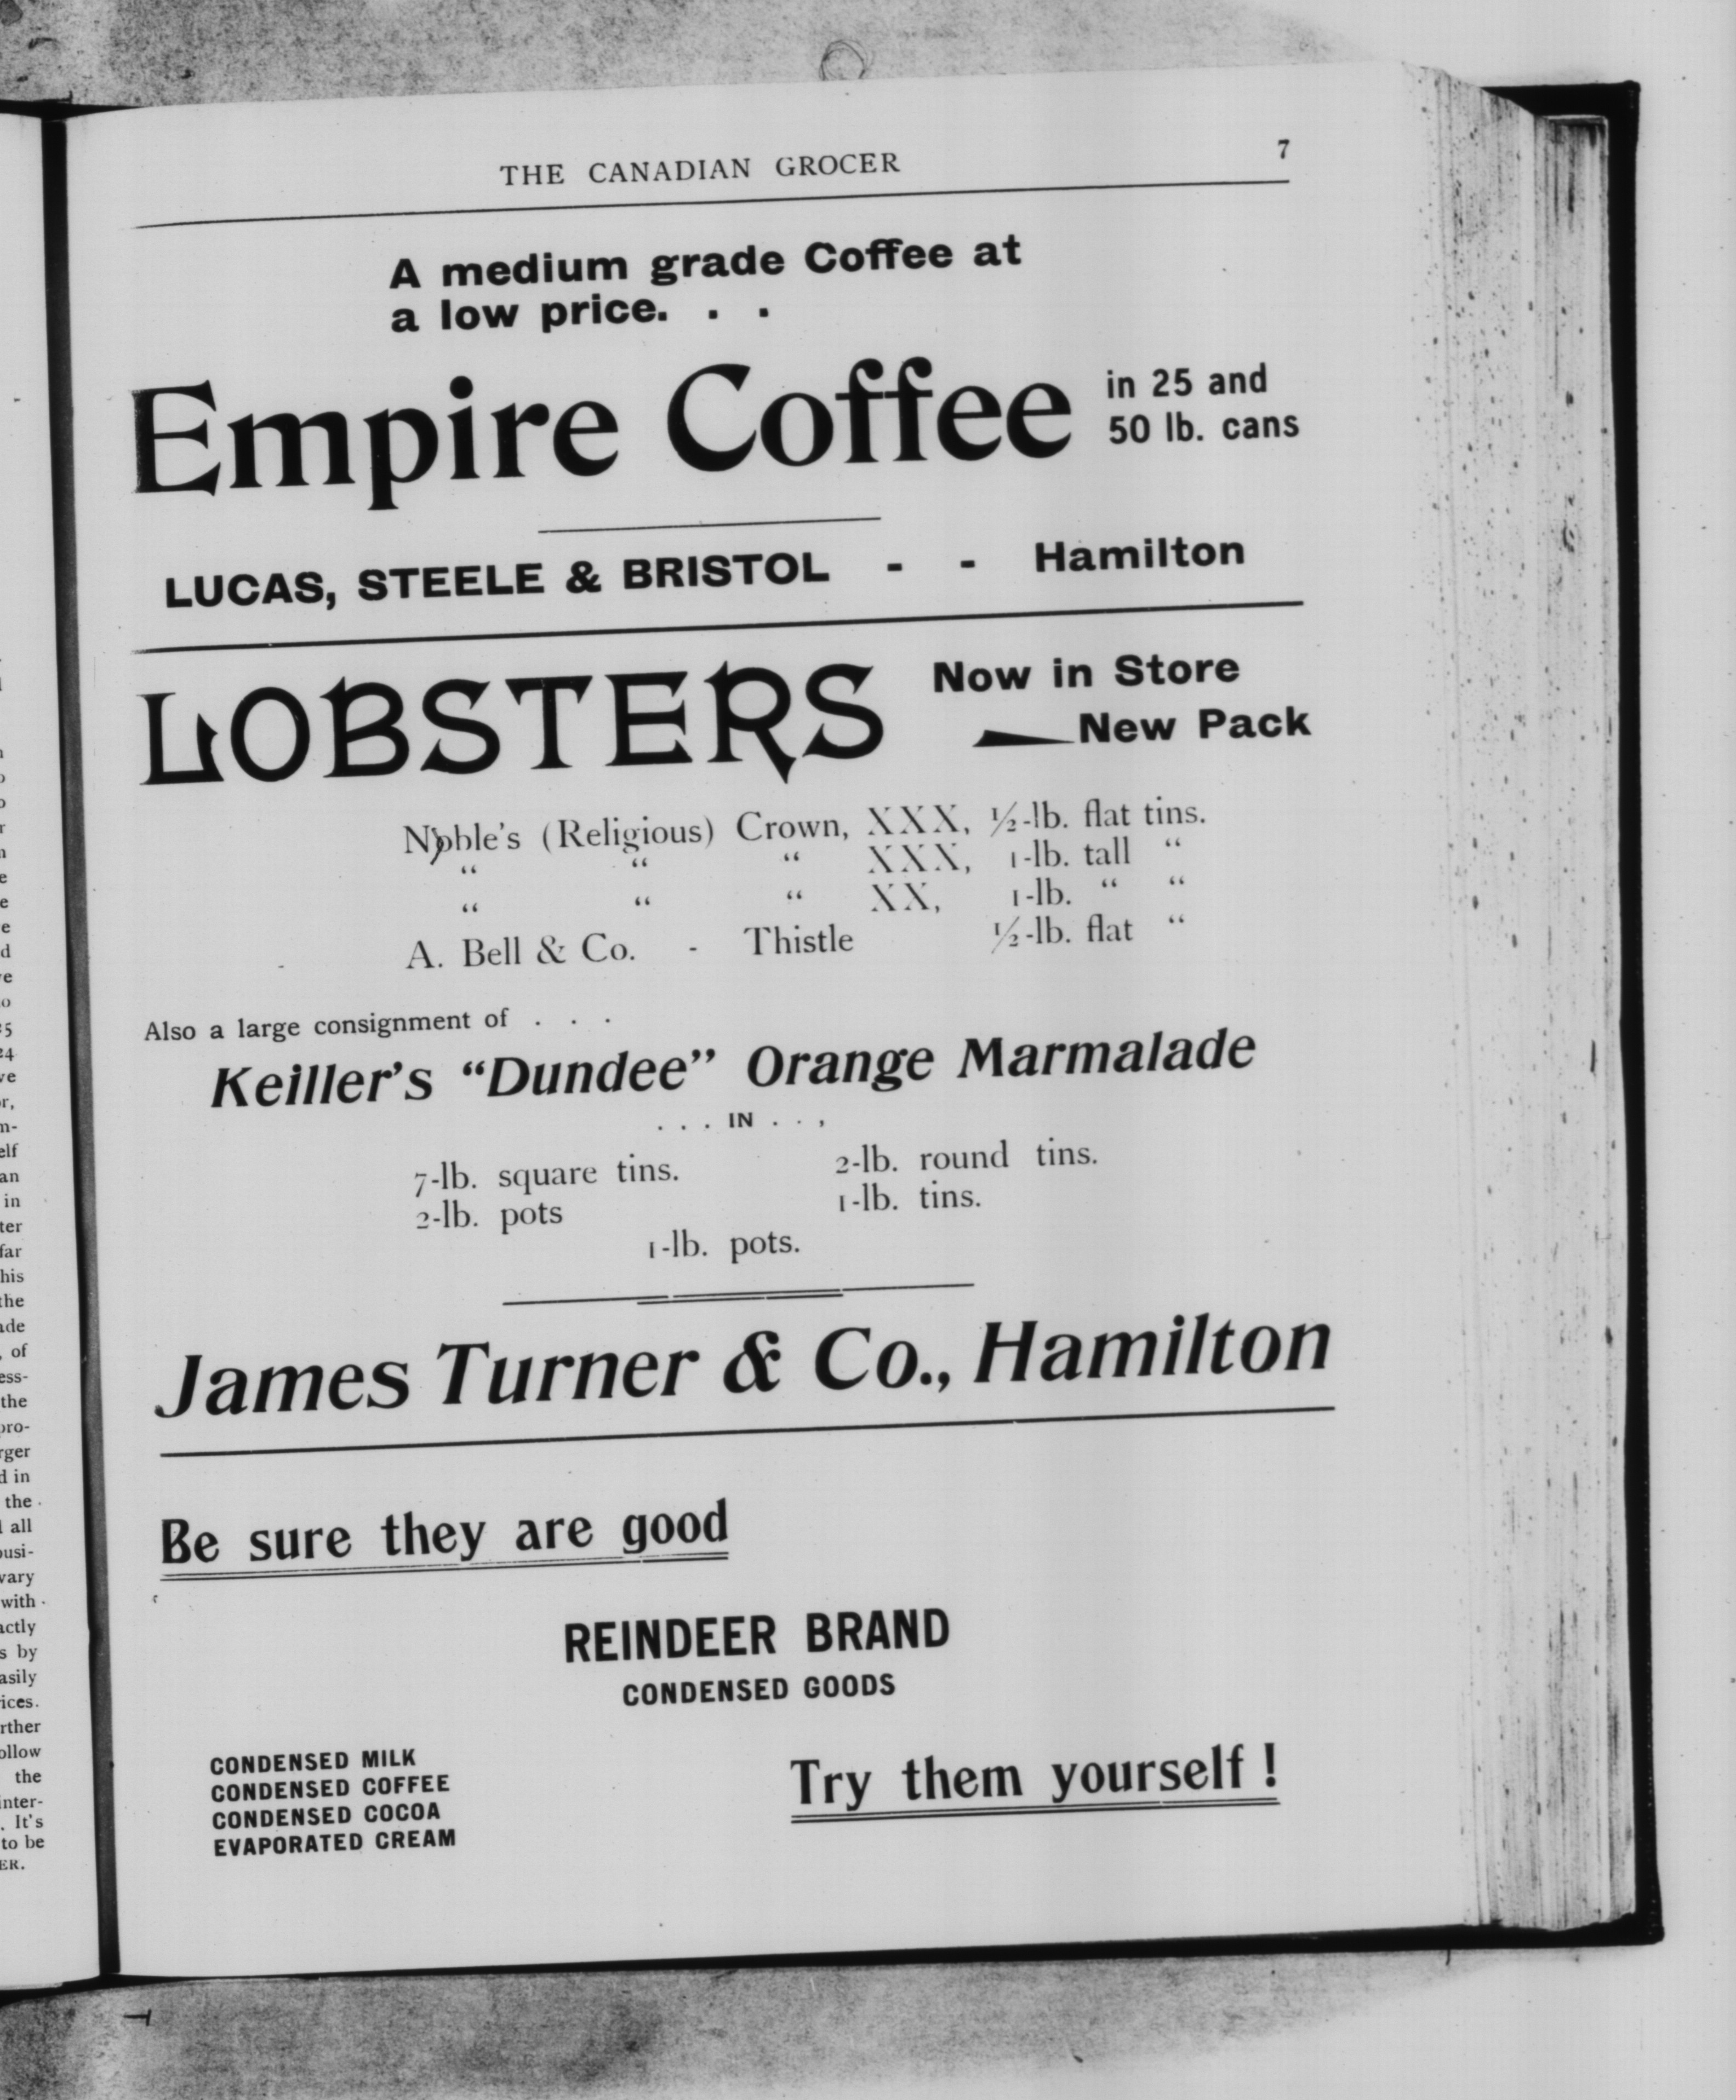 THE CANADIAN GROCER 7
A medium grade Coffee at
a low price. . .
Empire Coffee
in 25 and
50 lb. cans
LUCAS, STEELE & BRISTOL - - Hamilton
LOBSTERS
Now in Store
New Pack
Noble's (Religious) Crown, XXX, ½-lb. flat tins.
“ “ “ XXX, 1-lb. tall “
“ “ “ XX, 1-lb. “ “
A. Bell & Co. - Thistle ½-lb. flat “
Also a large consignment of . . .
Keiller's “Dundee” Orange Marmalade
. . . IN . . ,
7-lb. square tins. 2-lb. round tins.
2-lb. pots 1-lb. tins.
1-lb. pots.
James Turner & Co., Hamilton
Be sure they are good
REINDEER BRAND
CONDENSED GOODS
CONDENSED MILK
CONDENSED COFFEE
CONDENSED COCOA
EVAPORATED CREAM
Try them yourself !